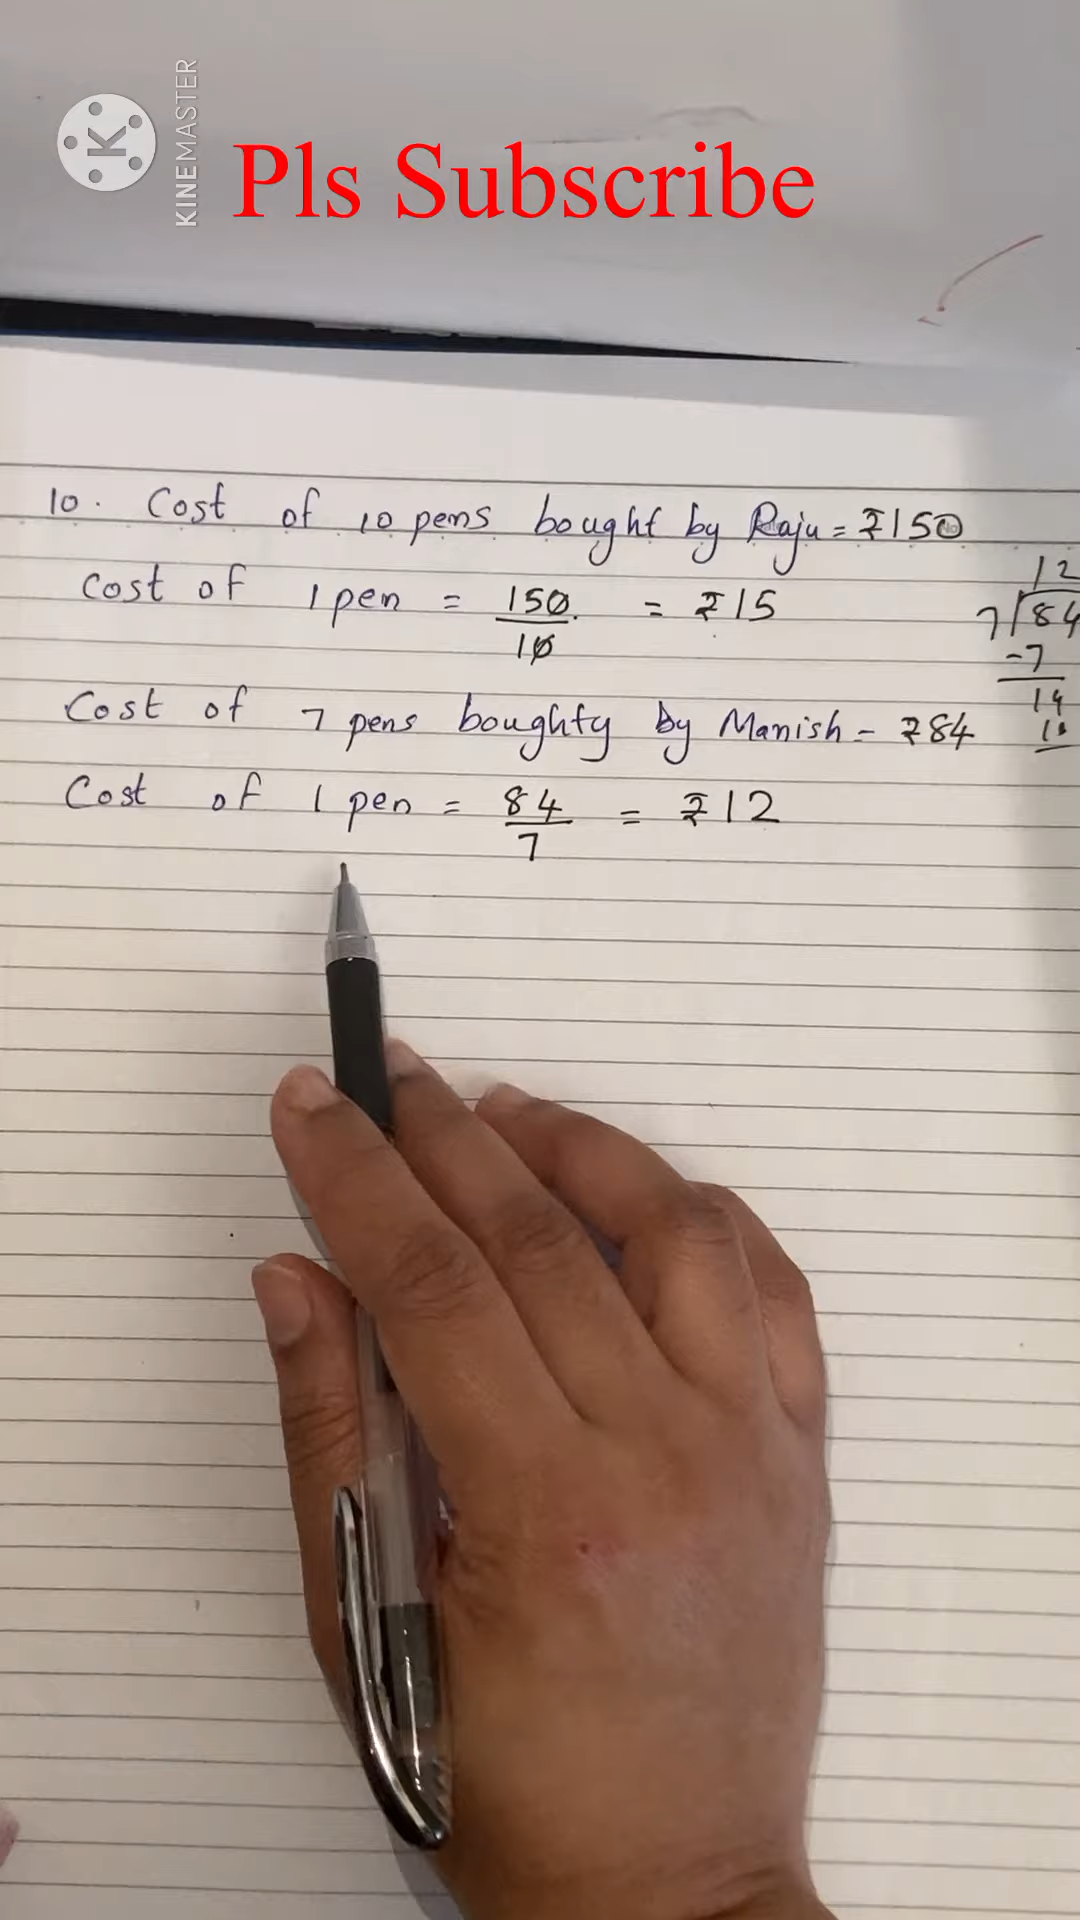 KINEMASTER
Pls Subscribe
10. Cost of 10 pens bought by Raju = ₹150
Cost of 1 pen = 150/10 = ₹15
Cost of 7 pens boughty by Manish - ₹84
Cost of 1 pen = 84/7 = ₹12
12
7 84
-7
14